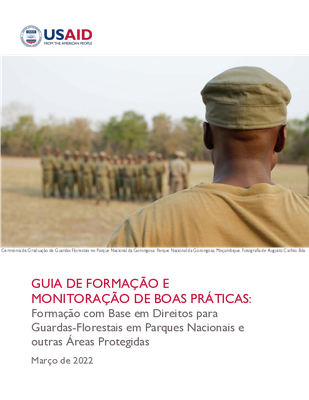 USAID
FROM THE AMERICAN PEOPLE
Cerimónia de Graduação de Guardas Florestais no Parque Nacional da Gorongosa. Parque Nacional da Gorongosa, Moçambique. Fotografia de Augusto Carlos Bila
GUIA DE FORMAÇÃO E
MONITORAÇÃO DE BOAS PRÁTICAS:
Formação com Base em Direitos para
Guardas-Florestais em Parques Nacionais e
outras Áreas Protegidas
Março de 2022